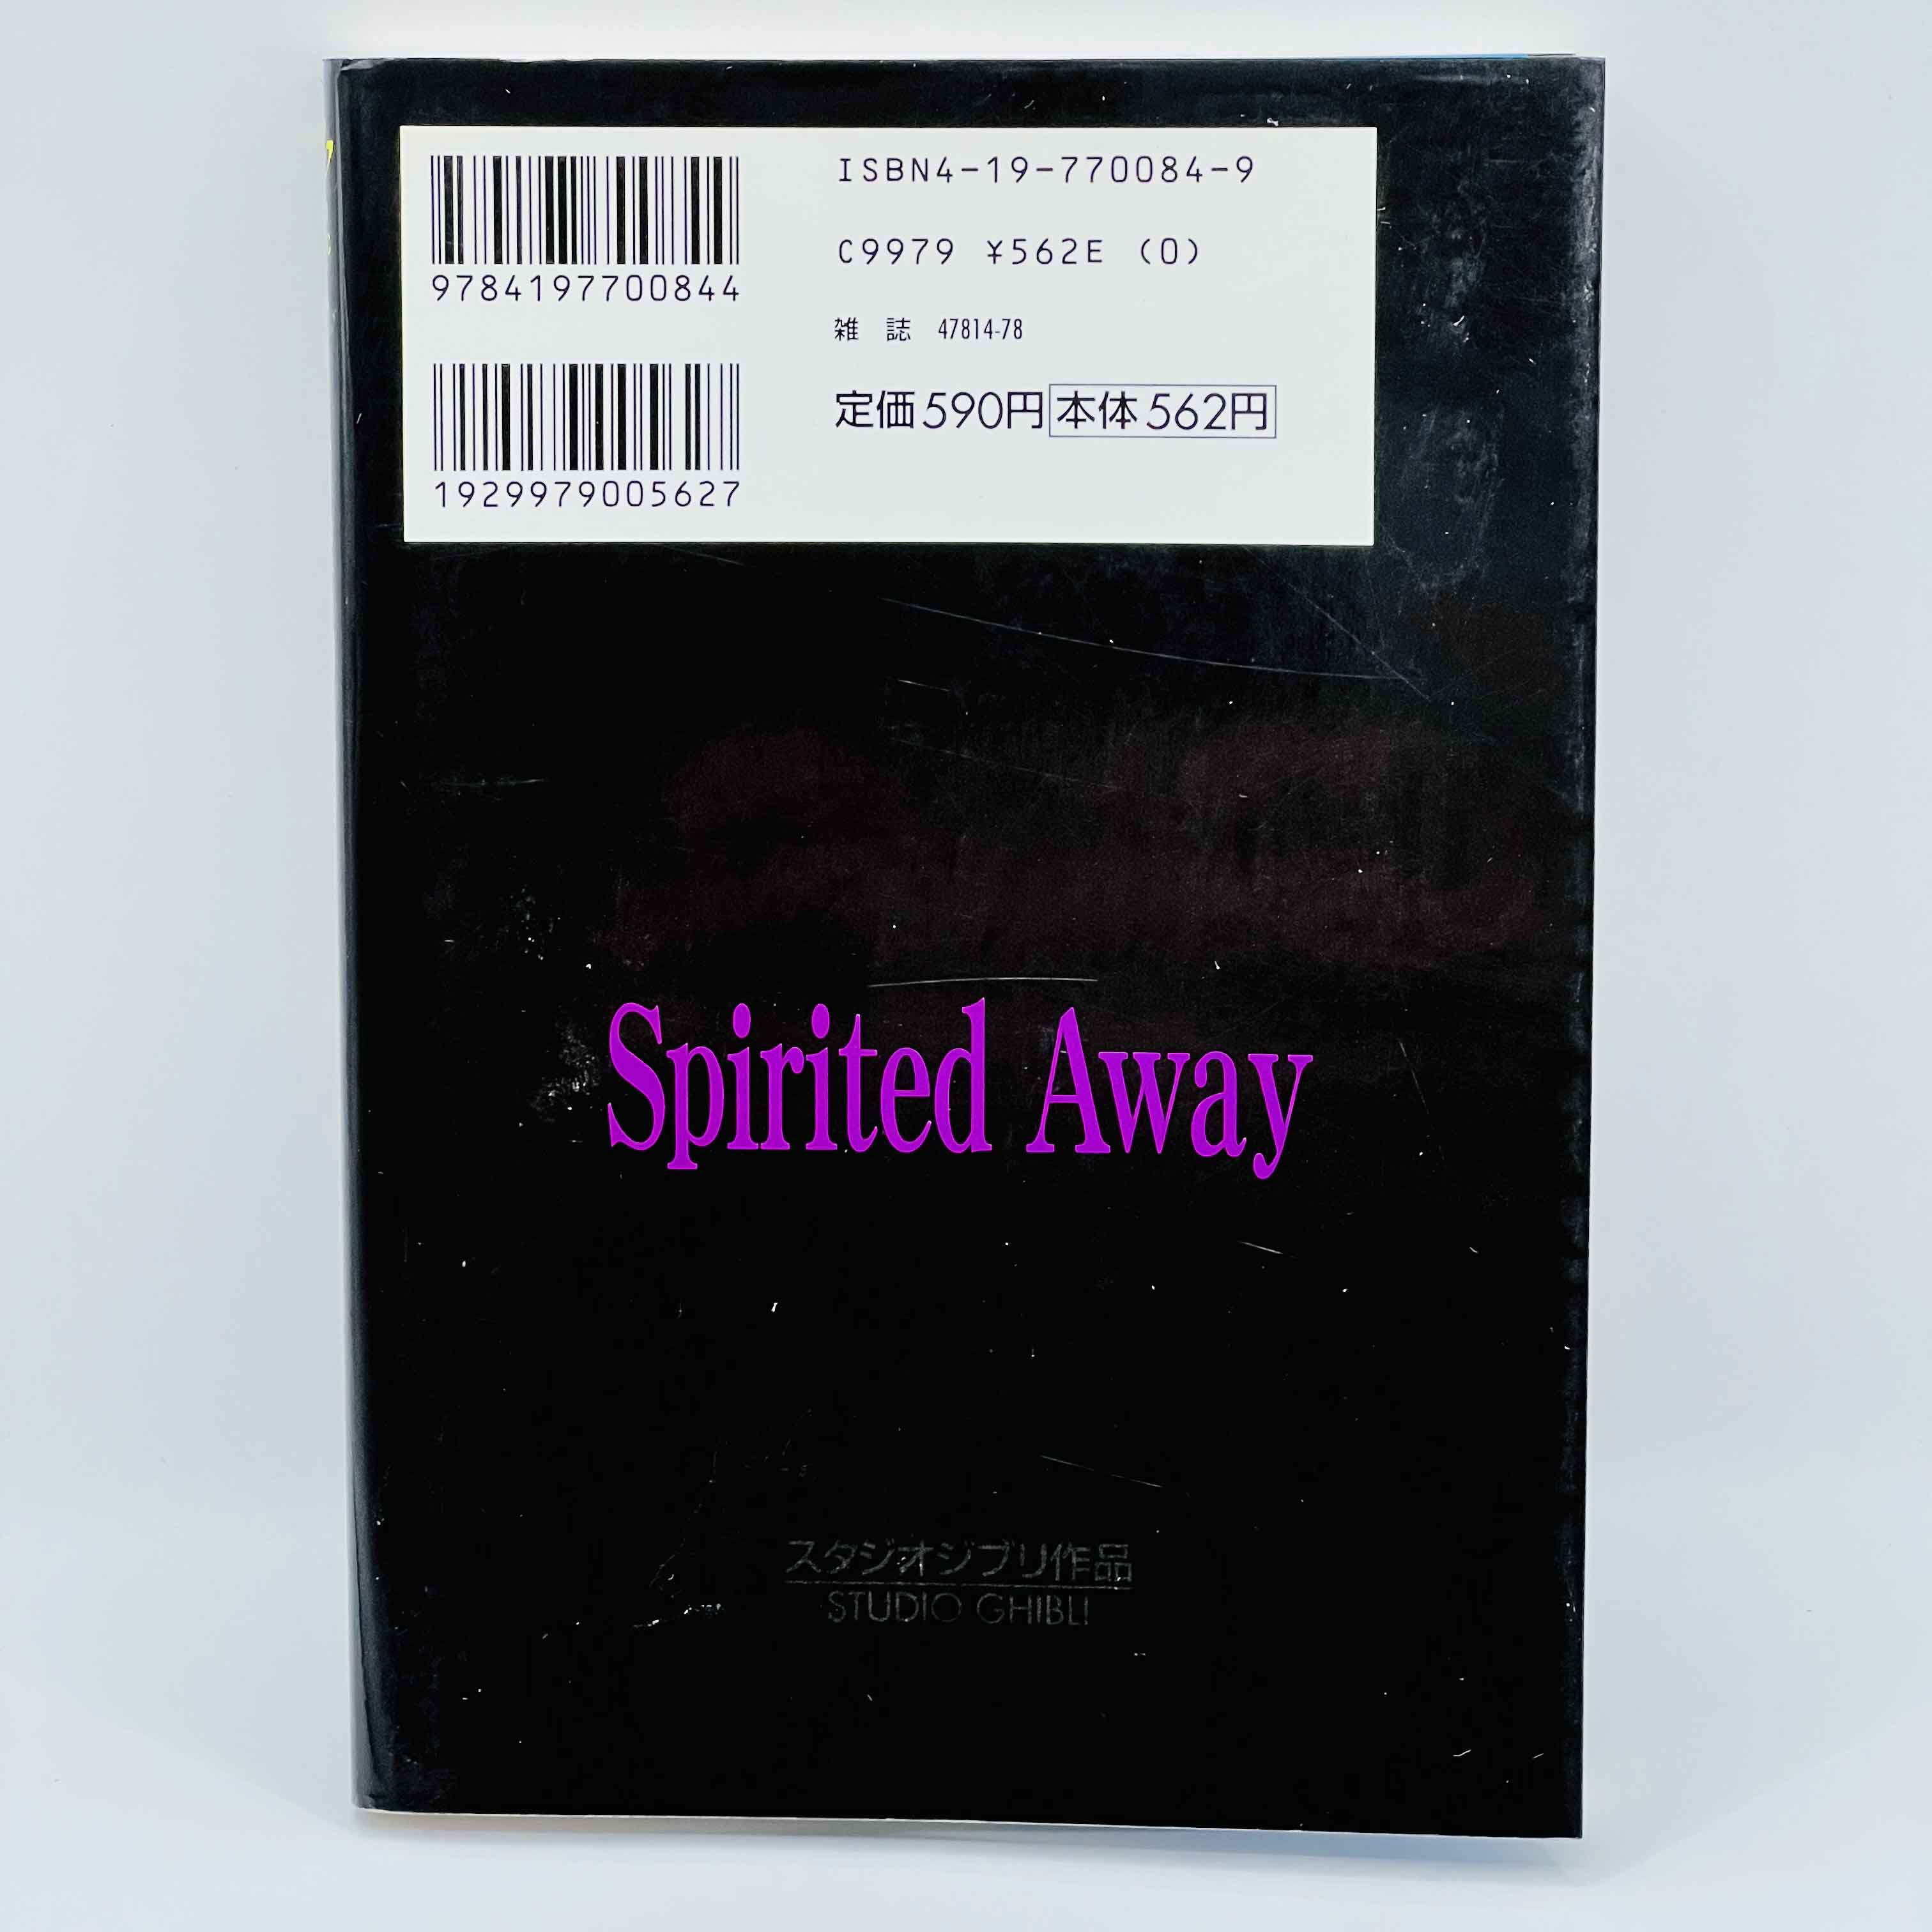 ISBN4-19-770084-9
9784197700844
C9979 ¥562E (0)
雑 誌 47814-78
定価590円 本体562円
1929979005627
Spirited Away
スタジオジブリ作品
STUDIO GHIBLI